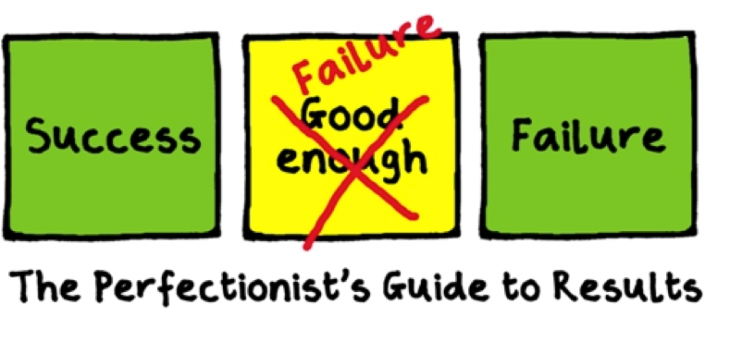 Success
Failure
Good
enough
Failure
The Perfectionist's Guide to Results